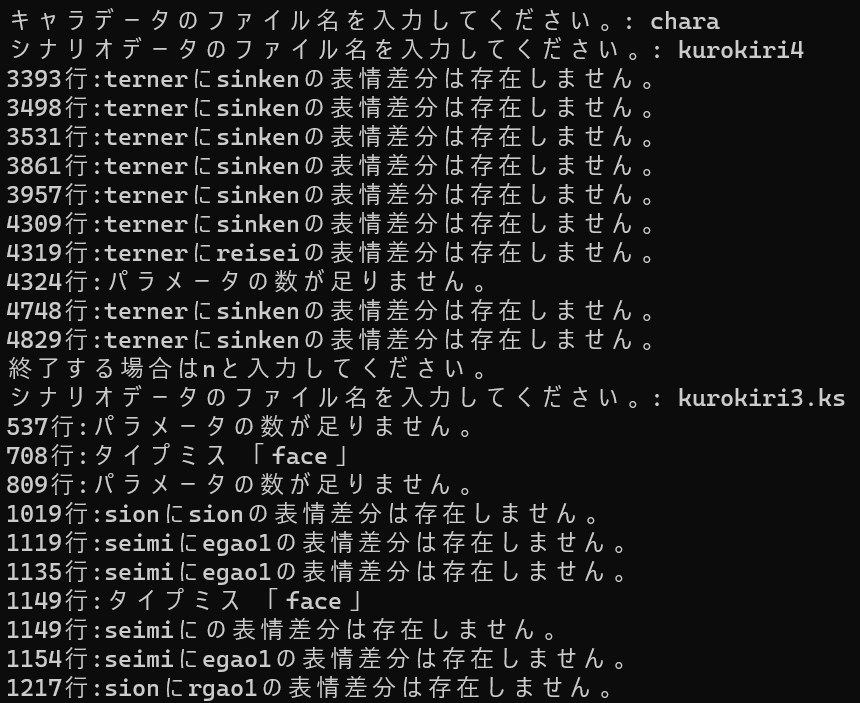 キャラデータのファイル名を入力してください。: chara
シナリオデータのファイル名を入力してください。: kurokiri4
3393行:ternerにsinkenの表情差分は存在しません。
3498行:ternerにsinkenの表情差分は存在しません。
3531行:ternerにsinkenの表情差分は存在しません。
3861行:ternerにsinkenの表情差分は存在しません。
3957行:ternerにsinkenの表情差分は存在しません。
4309行:ternerにsinkenの表情差分は存在しません。
4319行:ternerにreiseiの表情差分は存在しません。
4324行:パラメータの数が足りません。
4748行:ternerにsinkenの表情差分は存在しません。
4829行:ternerにsinkenの表情差分は存在しません。
終了する場合はnと入力してください。
シナリオデータのファイル名を入力してください。: kurokiri3.ks
537行:パラメータの数が足りません。
708行:タイプミス 「face」
809行:パラメータの数が足りません。
1019行:sionにsionの表情差分は存在しません。
1119行:seimiにegao1の表情差分は存在しません。
1135行:seimiにegao1の表情差分は存在しません。
1149行:タイプミス 「face」
1149行:seimiにの表情差分は存在しません。
1154行:seimiにegao1の表情差分は存在しません。
1217行:sionにrgao1の表情差分は存在しません。